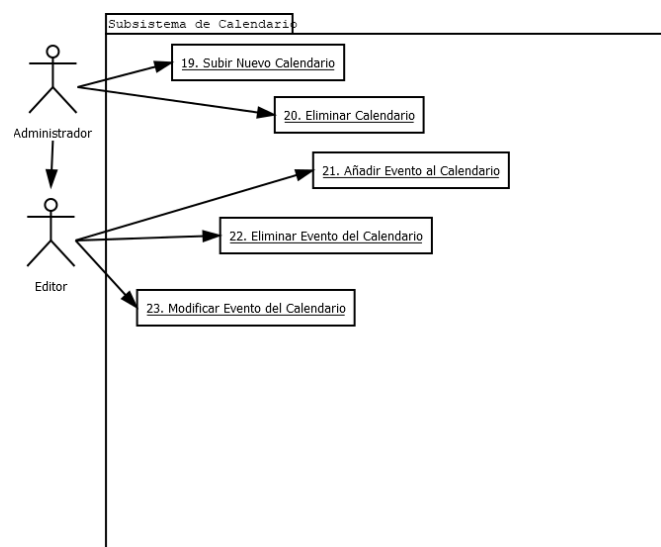 Subsistema de Calendario
19. Subir Nuevo Calendario
20. Eliminar Calendario
Administrador
21. Añadir Evento al Calendario
22. Eliminar Evento del Calendario
Editor
23. Modificar Evento del Calendario